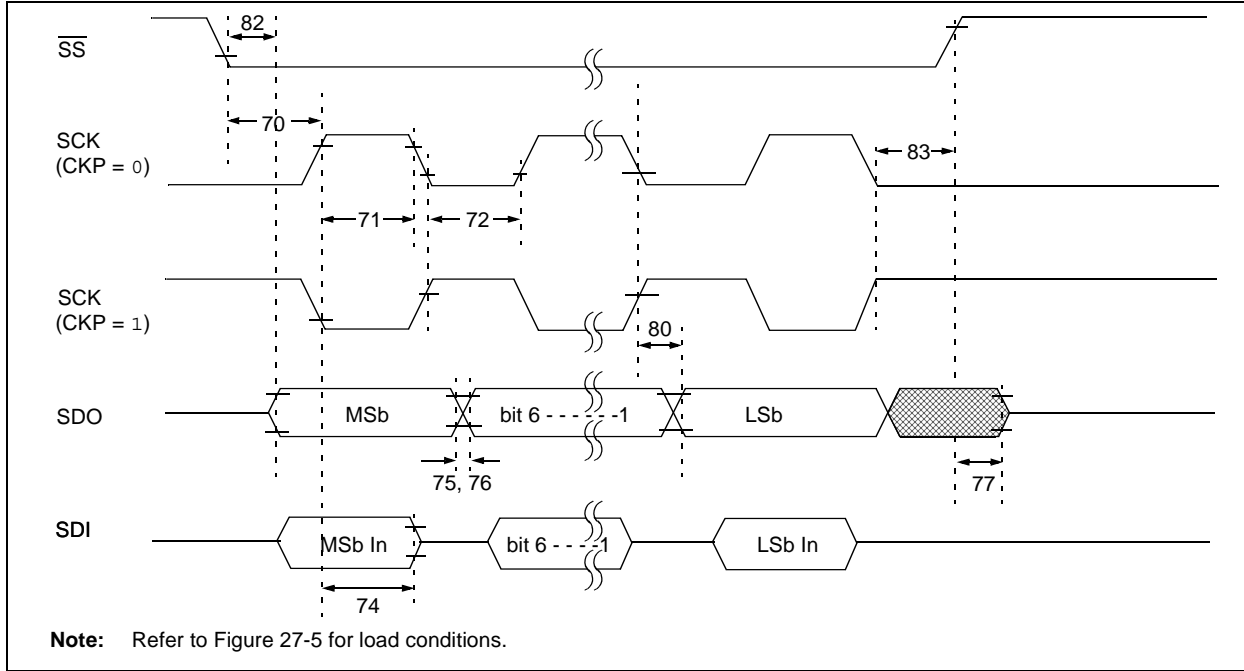 82
SS
70
SCK
(CKP = 0)
83
71
72
SCK
(CKP = 1)
80
SDO
MSb
bit 6 - - - - - -1
LSb
75, 76
77
SDI
MSb In
bit 6 - - - -1
LSb In
74
Note: Refer to Figure 27-5 for load conditions.